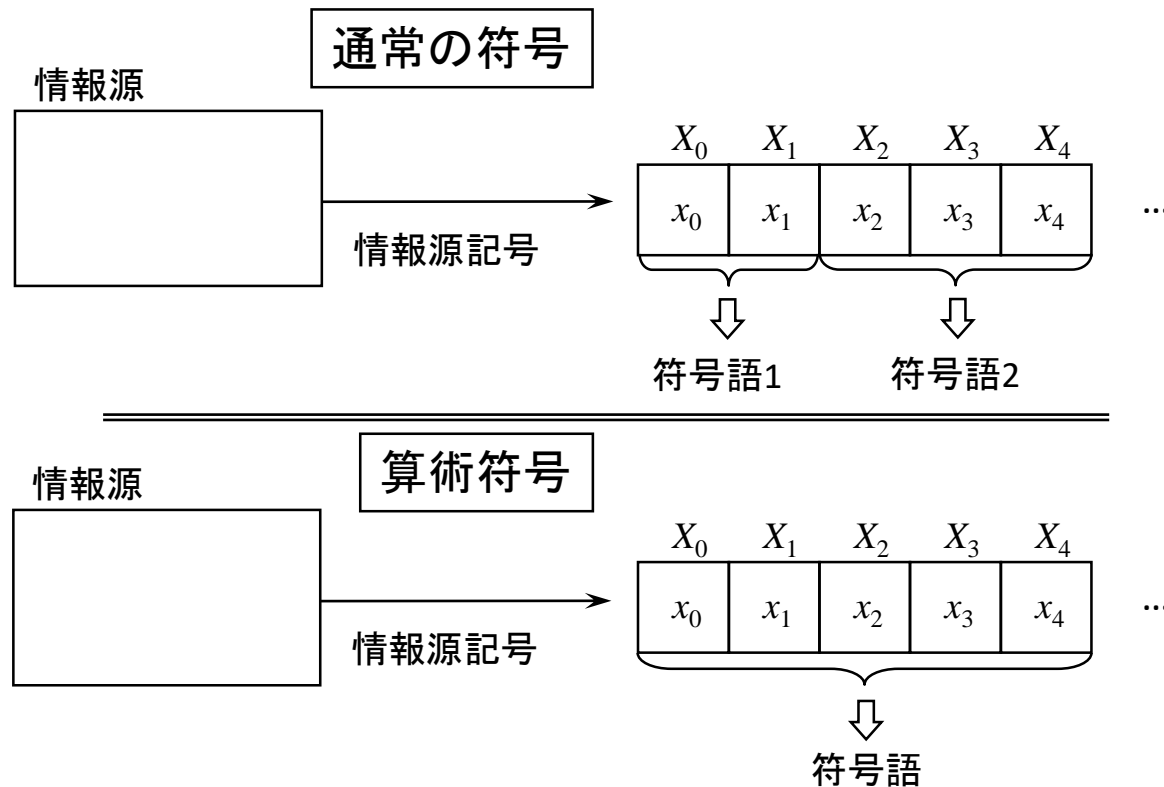 通常の符号
情報源
X₀ X₁ X₂ X₃ X₄
x₀ x₁ x₂ x₃ x₄ …
情報源記号
符号語1 符号語2
算術符号
情報源
X₀ X₁ X₂ X₃ X₄
x₀ x₁ x₂ x₃ x₄ …
情報源記号
符号語